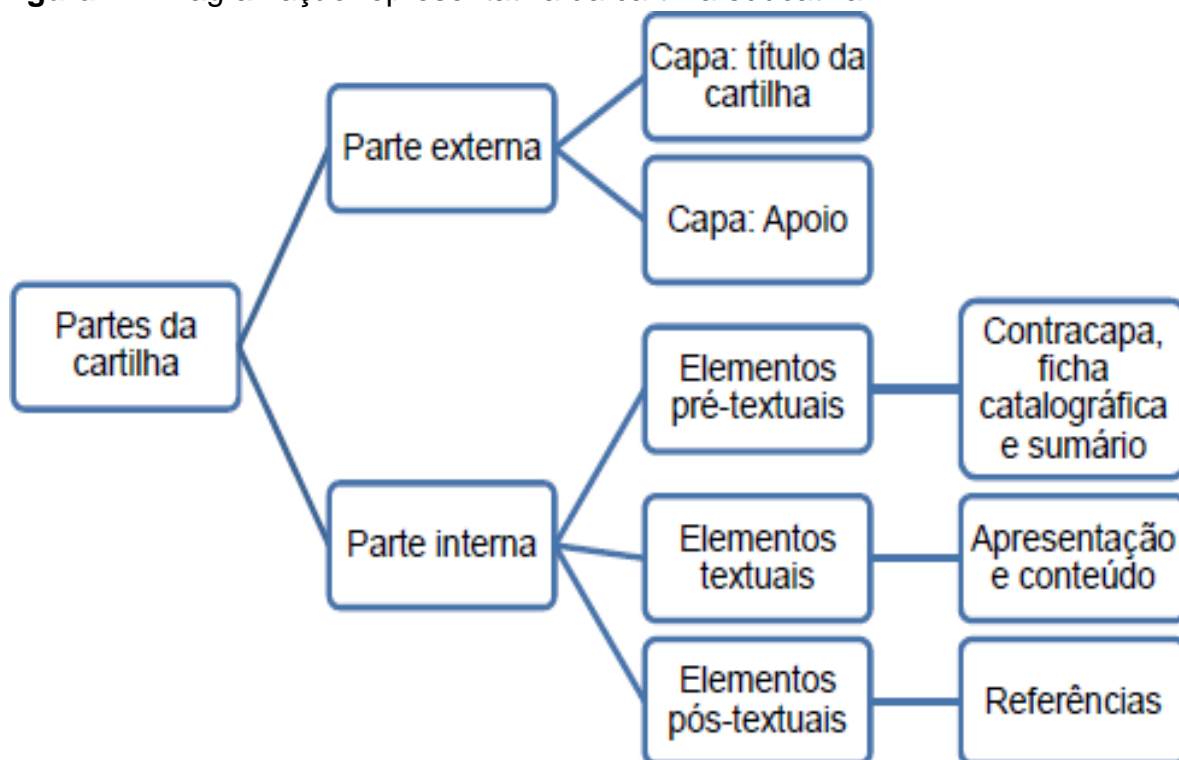 Capa: título da
cartilha
Parte externa
Capa: Apoio
Partes da
cartilha
Elementos
pré-textuais
Contracapa,
ficha
catalográfica
e sumário
Parte interna
Elementos
textuais
Apresentação
e conteúdo
Elementos
pós-textuais
Referências